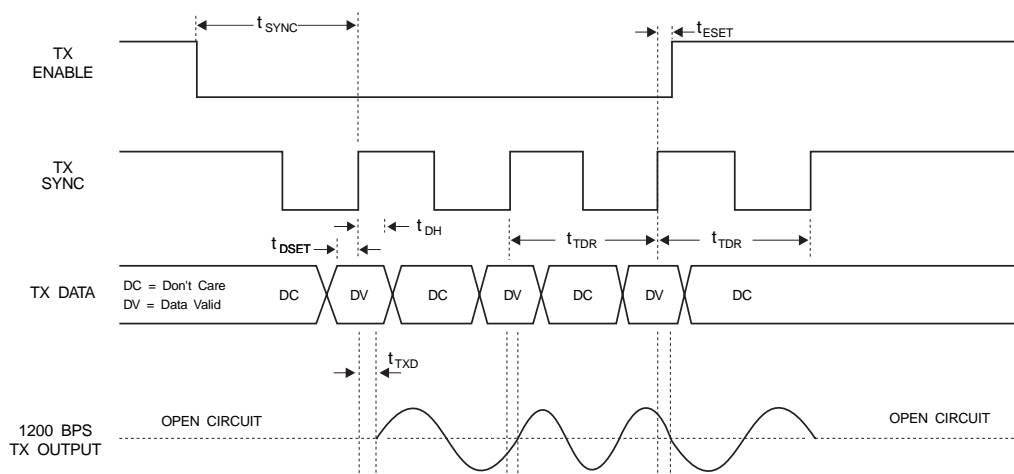 t SYNC
t ESET
TX
ENABLE
TX
SYNC
t DH
t DSET
t TDR
t TDR
TX DATA
DC = Don't Care
DV = Data Valid
DC DV DC DV DC DV DC
t TXD
OPEN CIRCUIT
OPEN CIRCUIT
1200 BPS
TX OUTPUT